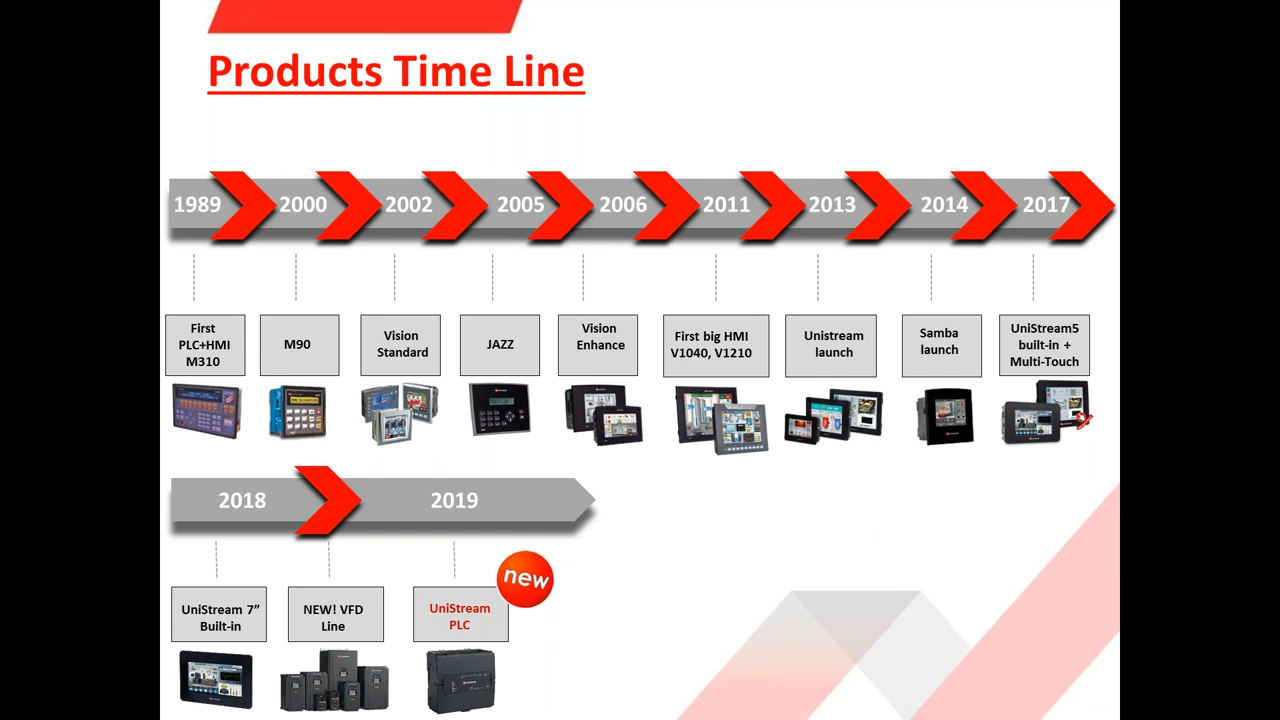 Products Time Line
1989 2000 2002 2005 2006 2011 2013 2014 2017
First
PLC+HMI
M310
M90
Vision
Standard
JAZZ
Vision
Enhance
First big HMI
V1040, V1210
Unistream
launch
Samba
launch
UniStream5
built-in +
Multi-Touch
2018 2019
new
UniStream 7”
Built-in
NEW! VFD
Line
UniStream
PLC